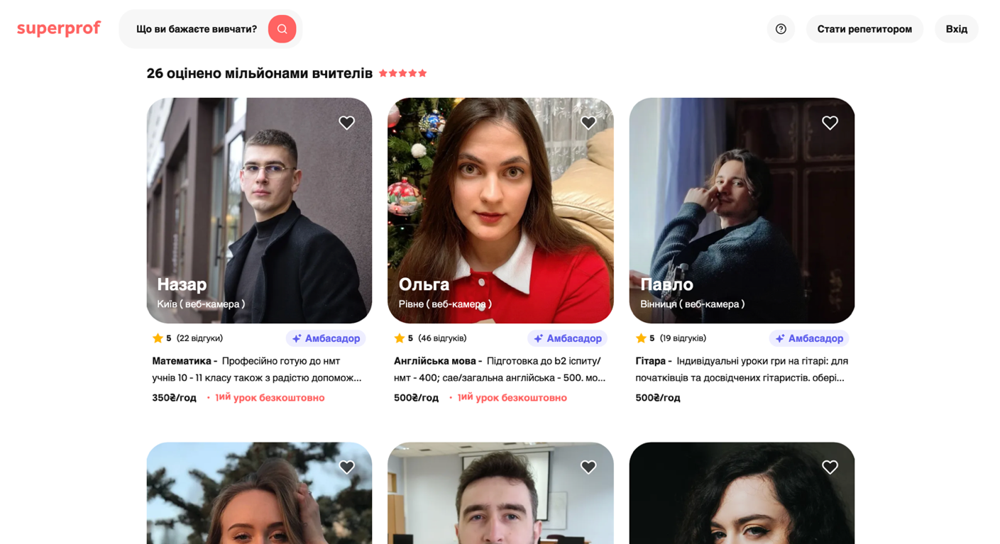 superprof
Що ви бажаєте вивчати?
Стати репетитором
Вхід
26 оцінено мільйонами вчителів
Назар
Київ ( веб-камера )
5 (22 відгуки)
Амбасадор
Математика - Професійно готую до нмт
учнів 10 - 11 класу також з радістю допомож...
350₴/год • 1ий урок безкоштовно
Ольга
Рівне ( веб-камера )
5 (46 відгуків)
Амбасадор
Англійська мова - Підготовка до b2 іспиту/
нмт - 400; сае/загальна англійська - 500. мо...
500₴/год • 1ий урок безкоштовно
Павло
Вінниця ( веб-камера )
5 (19 відгуків)
Амбасадор
Гітара - Індивідуальні уроки гри на гітарі: для
початківців та досвідчених гітаристів. обері...
500₴/год